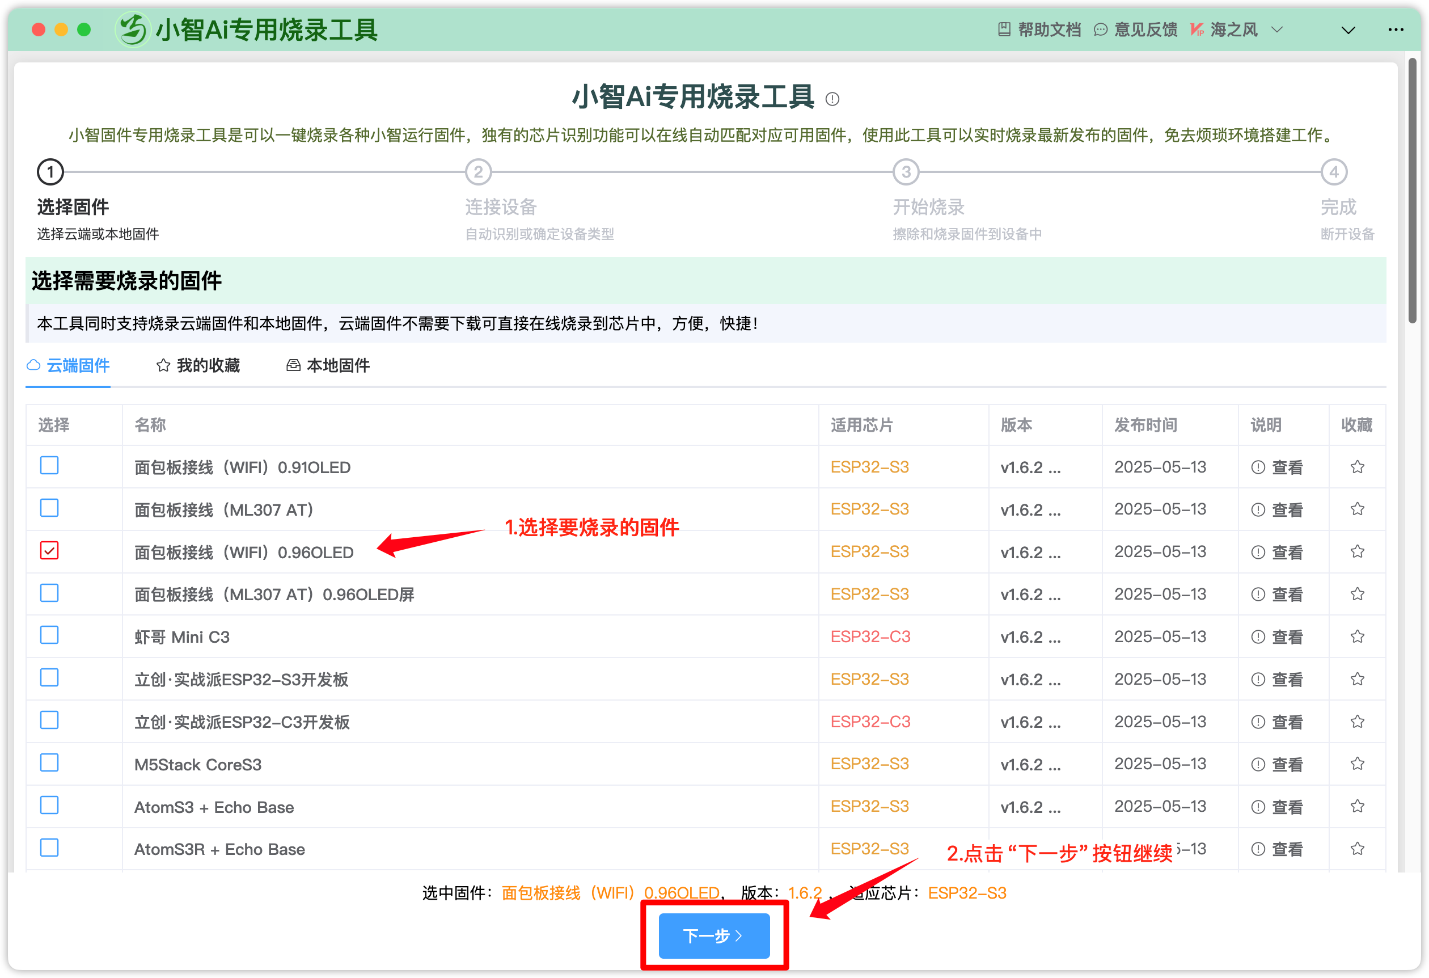 小智Ai专用烧录工具
帮助文档 意见反馈 海之风
小智Ai专用烧录工具
小智固件专用烧录工具是可以一键烧录各种小智运行固件，独有的芯片识别功能可以在线自动匹配对应可用固件，使用此工具可以实时烧录最新发布的固件，免去烦琐环境搭建工作。
1 2 3 4
选择固件 连接设备 开始烧录 完成
选择云端或本地固件 自动识别或确定设备类型 擦除和烧录固件到设备中 断开设备
选择需要烧录的固件
本工具同时支持烧录云端固件和本地固件，云端固件不需要下载可直接在线烧录到芯片中，方便，快捷！
云端固件 我的收藏 本地固件
选择 名称 适用芯片 版本 发布时间 说明 收藏
面包板接线（WIFI）0.91OLED ESP32-S3 v1.6.2 ... 2025-05-13 查看
面包板接线（ML307 AT） ESP32-S3 v1.6.2 ... 2025-05-13 查看
1.选择要烧录的固件
面包板接线（WIFI）0.96OLED ESP32-S3 v1.6.2 ... 2025-05-13 查看
面包板接线（ML307 AT）0.96OLED屏 ESP32-S3 v1.6.2 ... 2025-05-13 查看
虾哥 Mini C3 ESP32-C3 v1.6.2 ... 2025-05-13 查看
立创·实战派ESP32-S3开发板 ESP32-S3 v1.6.2 ... 2025-05-13 查看
立创·实战派ESP32-C3开发板 ESP32-C3 v1.6.2 ... 2025-05-13 查看
M5Stack CoreS3 ESP32-S3 v1.6.2 ... 2025-05-13 查看
AtomS3 + Echo Base ESP32-S3 v1.6.2 ... 2025-05-13 查看
AtomS3R + Echo Base ESP32-S3 -13 查看
2.点击“下一步”按钮继续
选中固件：面包板接线（WIFI）0.96OLED， 版本：1.6.2， 适应芯片：ESP32-S3
下一步